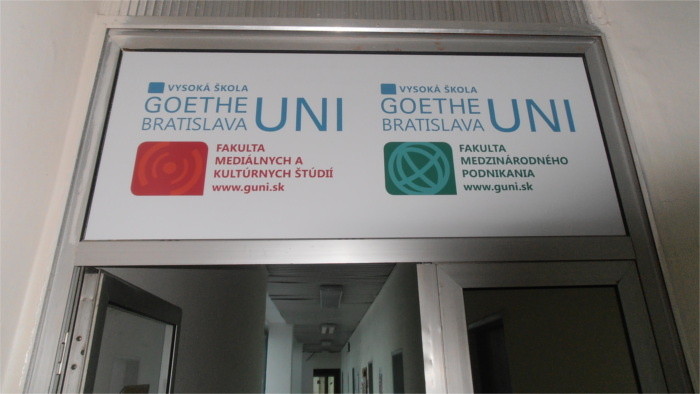 VYSOKÁ ŠKOLA
GOETHE UNI
BRATISLAVA
FAKULTA
MEDIÁLNYCH A
KULTÚRNYCH ŠTÚDIÍ
www.guni.sk
VYSOKÁ ŠKOLA
GOETHE UNI
BRATISLAVA
FAKULTA
MEDZINÁRODNÉHO
PODNIKANIA
www.guni.sk